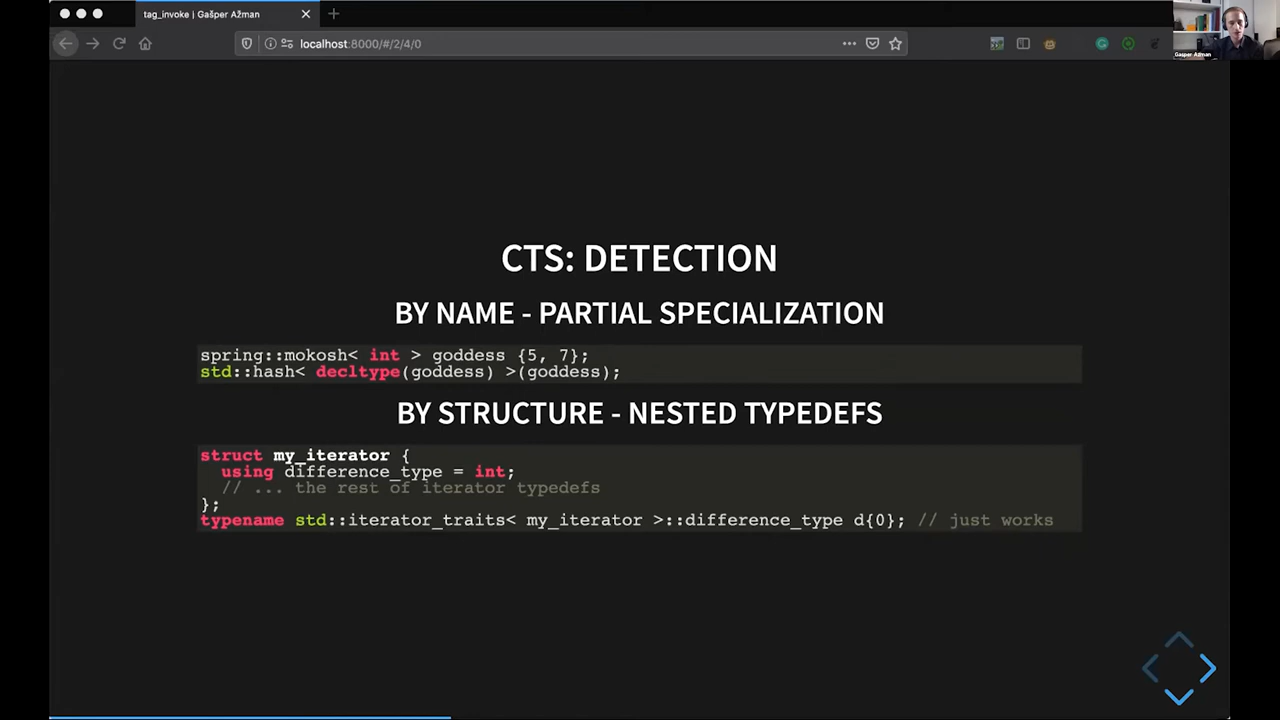 tag_invoke | Gašper Ažman
localhost:8000/#/2/4/0
Gašper Ažman
CTS: DETECTION
BY NAME - PARTIAL SPECIALIZATION
spring::mokosh< int > goddess {5, 7};
std::hash< decltype(goddess) >(goddess);
BY STRUCTURE - NESTED TYPEDEFS
struct my_iterator {
using difference_type = int;
// ... the rest of iterator typedefs
};
typename std::iterator_traits< my_iterator >::difference_type d{0}; // just works